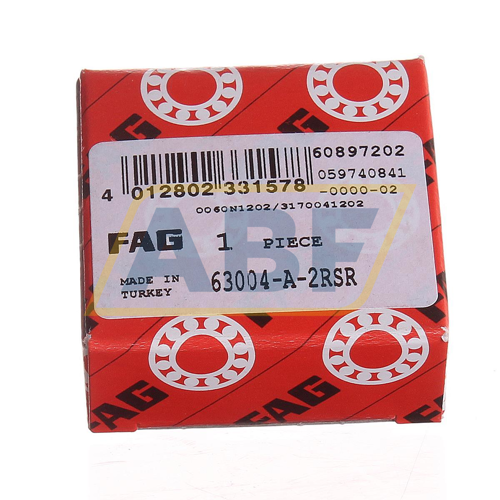 FAG
60897202
059740841
-0000-02
4 012802 331578
0060N1202/3170041202
FAG 1 PIECE
MADE IN
TURKEY
63004-A-2RSR
ABF
FAG
FAG